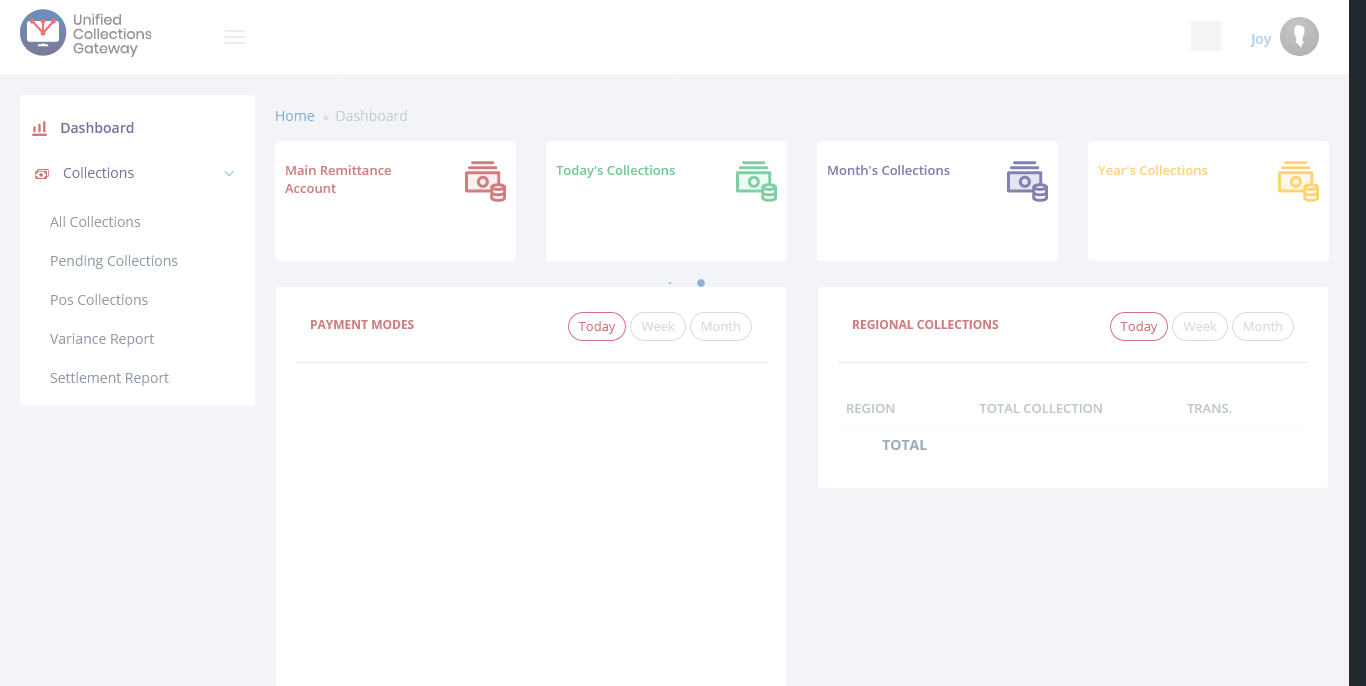 Unified
Collections
Gateway
Joy
Dashboard
Collections
All Collections
Pending Collections
Pos Collections
Variance Report
Settlement Report
Home Dashboard
Main Remittance
Account
Today's Collections
Month's Collections
Year's Collections
PAYMENT MODES
Today Week Month
REGIONAL COLLECTIONS
Today Week Month
REGION TOTAL COLLECTION TRANS.
TOTAL